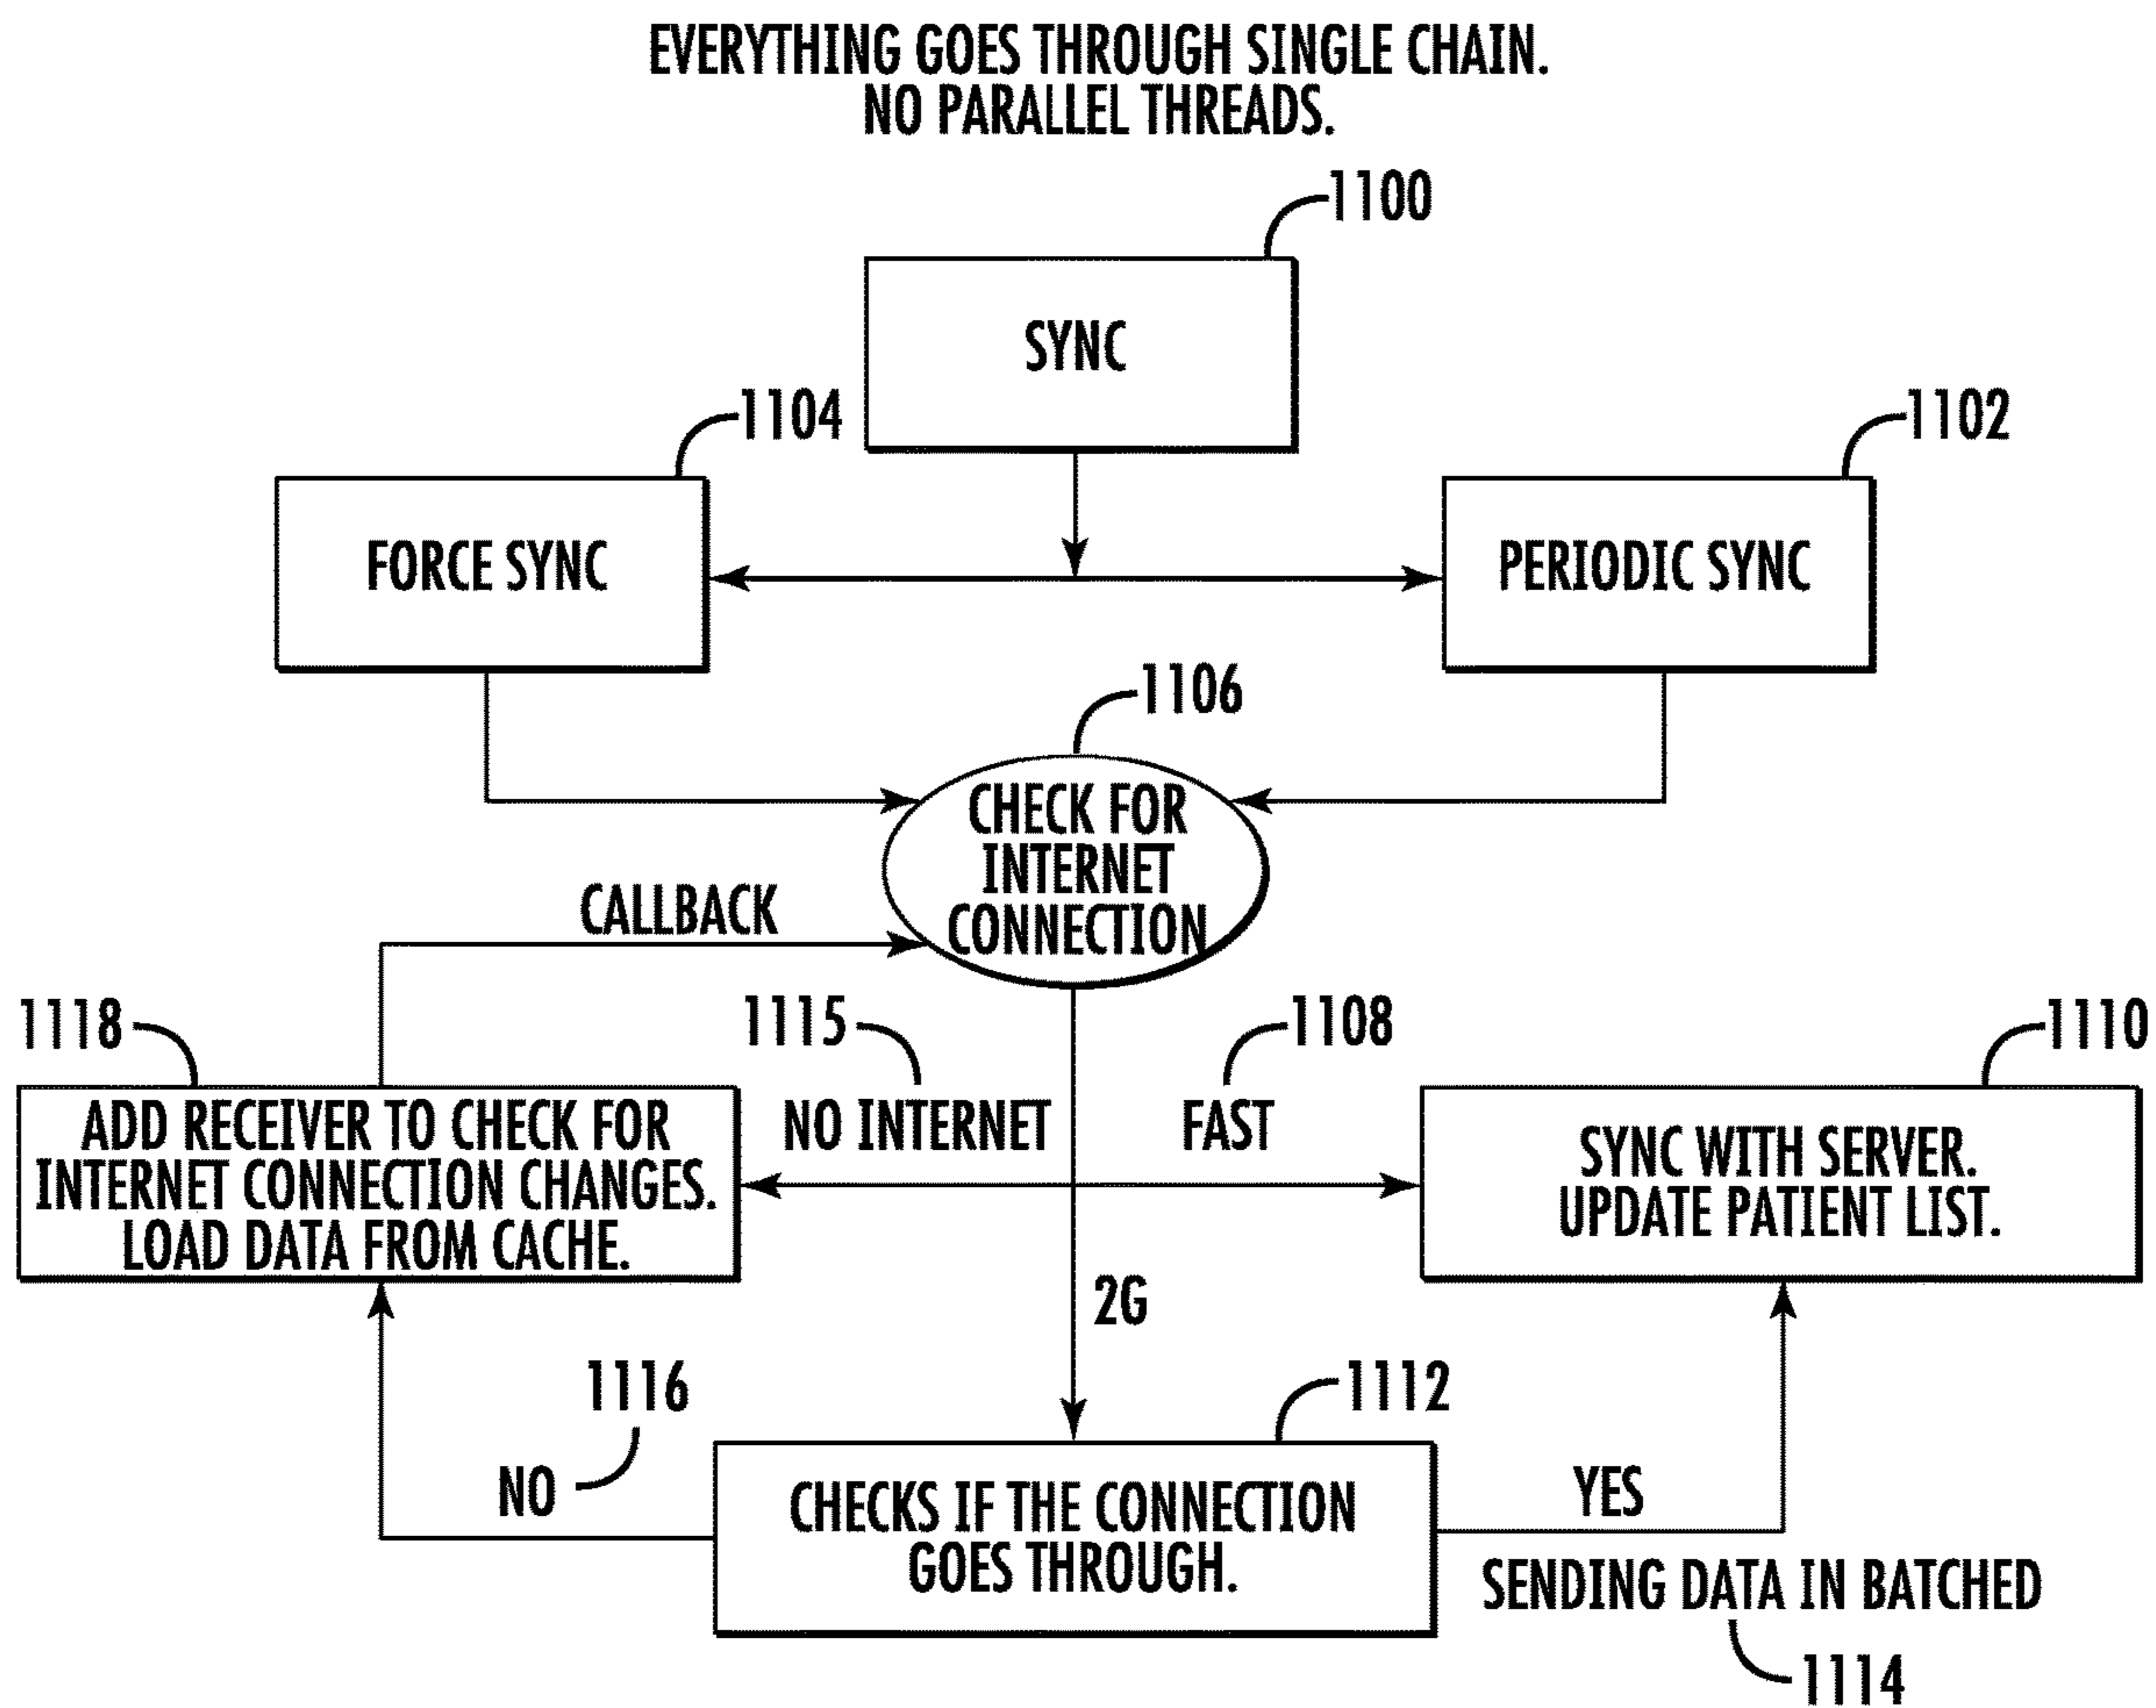 EVERYTHING GOES THROUGH SINGLE CHAIN.
NO PARALLEL THREADS.
1100
SYNC
1104
1102
FORCE SYNC
PERIODIC SYNC
1106
CHECK FOR
INTERNET
CONNECTION
CALLBACK
1118
1115
1108
1110
ADD RECEIVER TO CHECK FOR
INTERNET CONNECTION CHANGES.
LOAD DATA FROM CACHE.
NO INTERNET
FAST
SYNC WITH SERVER.
UPDATE PATIENT LIST.
2G
1116
1112
NO
CHECKS IF THE CONNECTION
GOES THROUGH.
YES
SENDING DATA IN BATCHED
1114